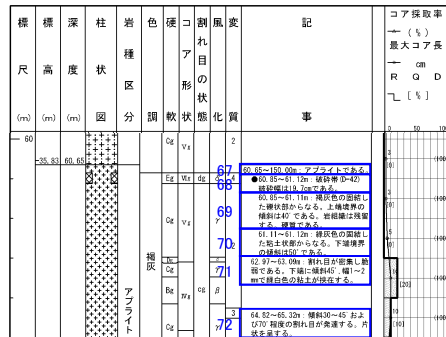 標尺 (m)
標高 (m)
深度 (m)
柱状図
岩種区分
色調
硬軟
コア形状
割れ目の状態
風化
変質
記事
コア採取率
(%)
最大コア長
cm
R Q D
[%]
0 50 100
60
-35.83 60.65
アプライト
褐灰
Cg
Eg
Cg
Cg
Bg
Cg
dg
cg
γ
β
2
4
2
3
67
60.65~150.00m:アプライトである。
68
●60.85~61.12m:破砕帯(D-42)
破砕幅は19.7cmである。
69
60.85~61.11m:褐灰色の固結し
た硬状部からなる。上端境界の
傾斜は40°である。岩組織は残留
する。硬質である。
70
61.11~61.12m:緑灰色の固結し
た粘土状部からなる。下端境界
の傾斜は50°である。
71
62.97~63.09m:割れ目が密集し脆
弱である。下端に傾斜45°、幅1~2
mmで緑白色の粘土が挟在する。
72
64.82~65.32m:傾斜30~45°およ
び70°程度の割れ目が発達する。片
状を呈する。
[0]
[20]
[10]